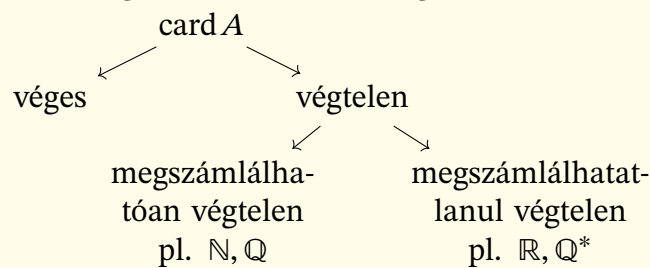 card A
véges
végtelen
megszámlálha-
tóan végtelen
pl. ℕ, ℚ
megszámlálhatat-
lanul végtelen
pl. ℝ, ℚ*